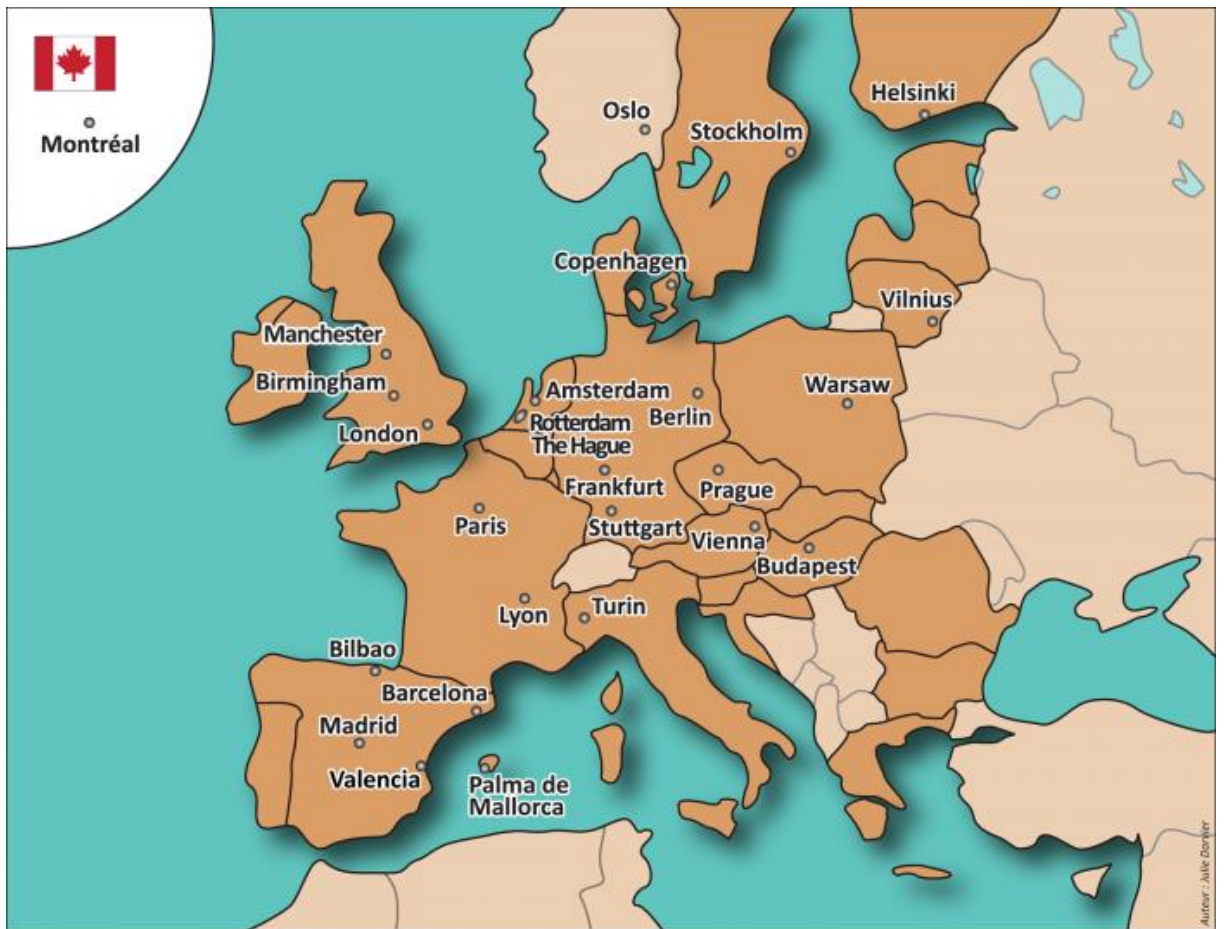 Montréal
Oslo
Helsinki
Stockholm
Copenhagen
Vilnius
Manchester
Birmingham
London
Amsterdam
Rotterdam
The Hague
Berlin
Warsaw
Frankfurt
Prague
Paris
Stuttgart
Vienna
Budapest
Lyon
Turin
Bilbao
Barcelona
Madrid
Valencia
Palma de
Mallorca
Auteur : Julie Dornier